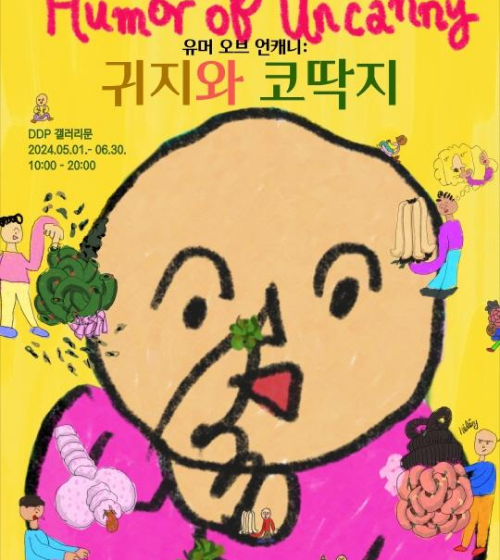 Humor of Uncanny
유머 오브 언캐니:
귀지와 코딱지
DDP 갤러리문
2024.05.01.- 06.30.
10:00 - 20:00